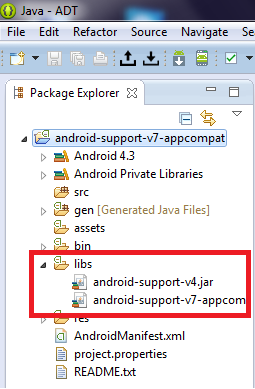 Java - ADT
File Edit Refactor Source
Package Explorer
android-support-v7-appcompat
Android 4.3
Android Private Libraries
src
gen [Generated Java Files]
assets
bin
libs
android-support-v4.jar
android-support-v7-appcom
res
AndroidManifest.xml
project.properties
README.txt